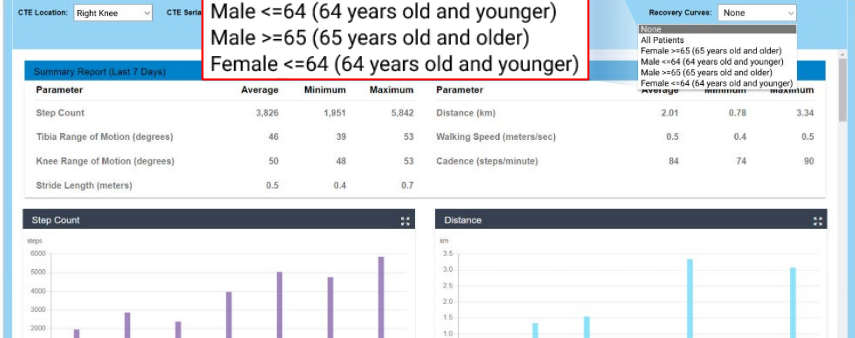 CTE Location: Right Knee CTE Seria
Male <=64 (64 years old and younger)
Male >=65 (65 years old and older)
Female <=64 (64 years old and younger)
Recovery Curves: None
None
All Patients
Female >=65 (65 years old and older)
Male <=64 (64 years old and younger)
Male >=65 (65 years old and older)
Female <=64 (64 years old and younger)
Summary Report (Last 7 Days)
Parameter Average Minimum Maximum Parameter Average Minimum Maximum
Step Count 3,826 1,951 5,842 Distance (km) 2.01 0.78 3.34
Tibia Range of Motion (degrees) 46 39 53 Walking Speed (meters/sec) 0.5 0.4 0.5
Knee Range of Motion (degrees) 50 48 53 Cadence (steps/minute) 84 74 90
Stride Length (meters) 0.5 0.4 0.7
Step Count Distance
steps km
6000
5000
4000
3000
2000
3.5
3.0
2.5
2.0
1.5
1.0